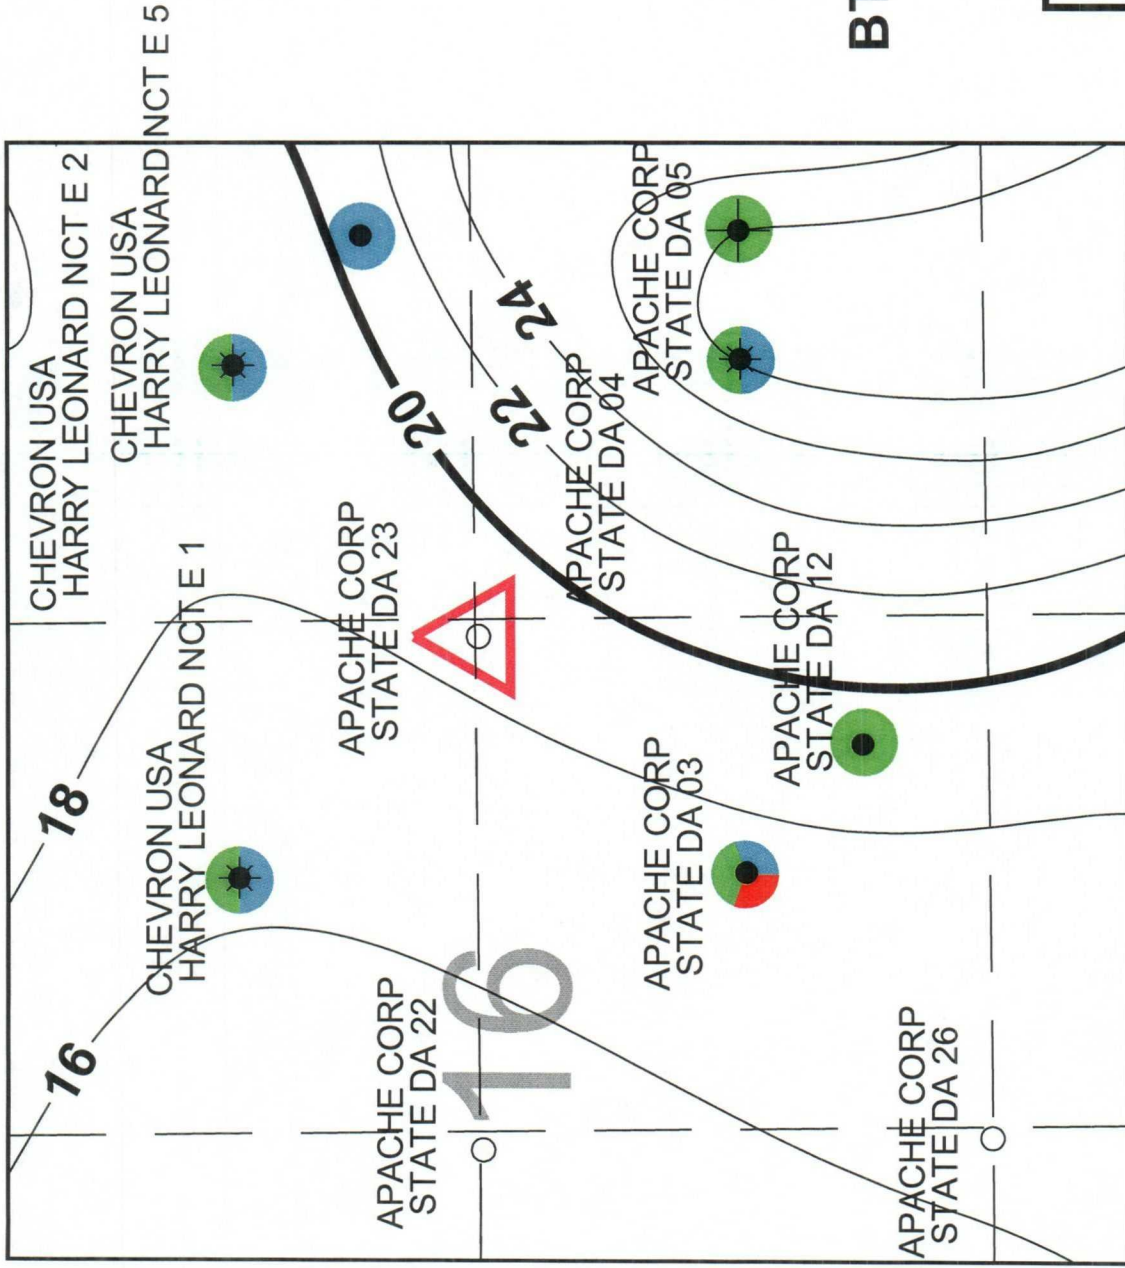 CHEVRON USA
HARRY LEONARD NCT E 2
CHEVRON USA
HARRY LEONARD NCT E 5
CHEVRON USA
HARRY LEONARD NCT E 1
18
16
20
22
24
APACHE CORP
STATE DA 23
APACHE CORP
STATE DA 22
16
APACHE CORP
STATE DA 04
APACHE CORP
STATE DA 05
APACHE CORP
STATE DA 03
APACHE CORP
STATE DA 12
APACHE CORP
STATE DA 26